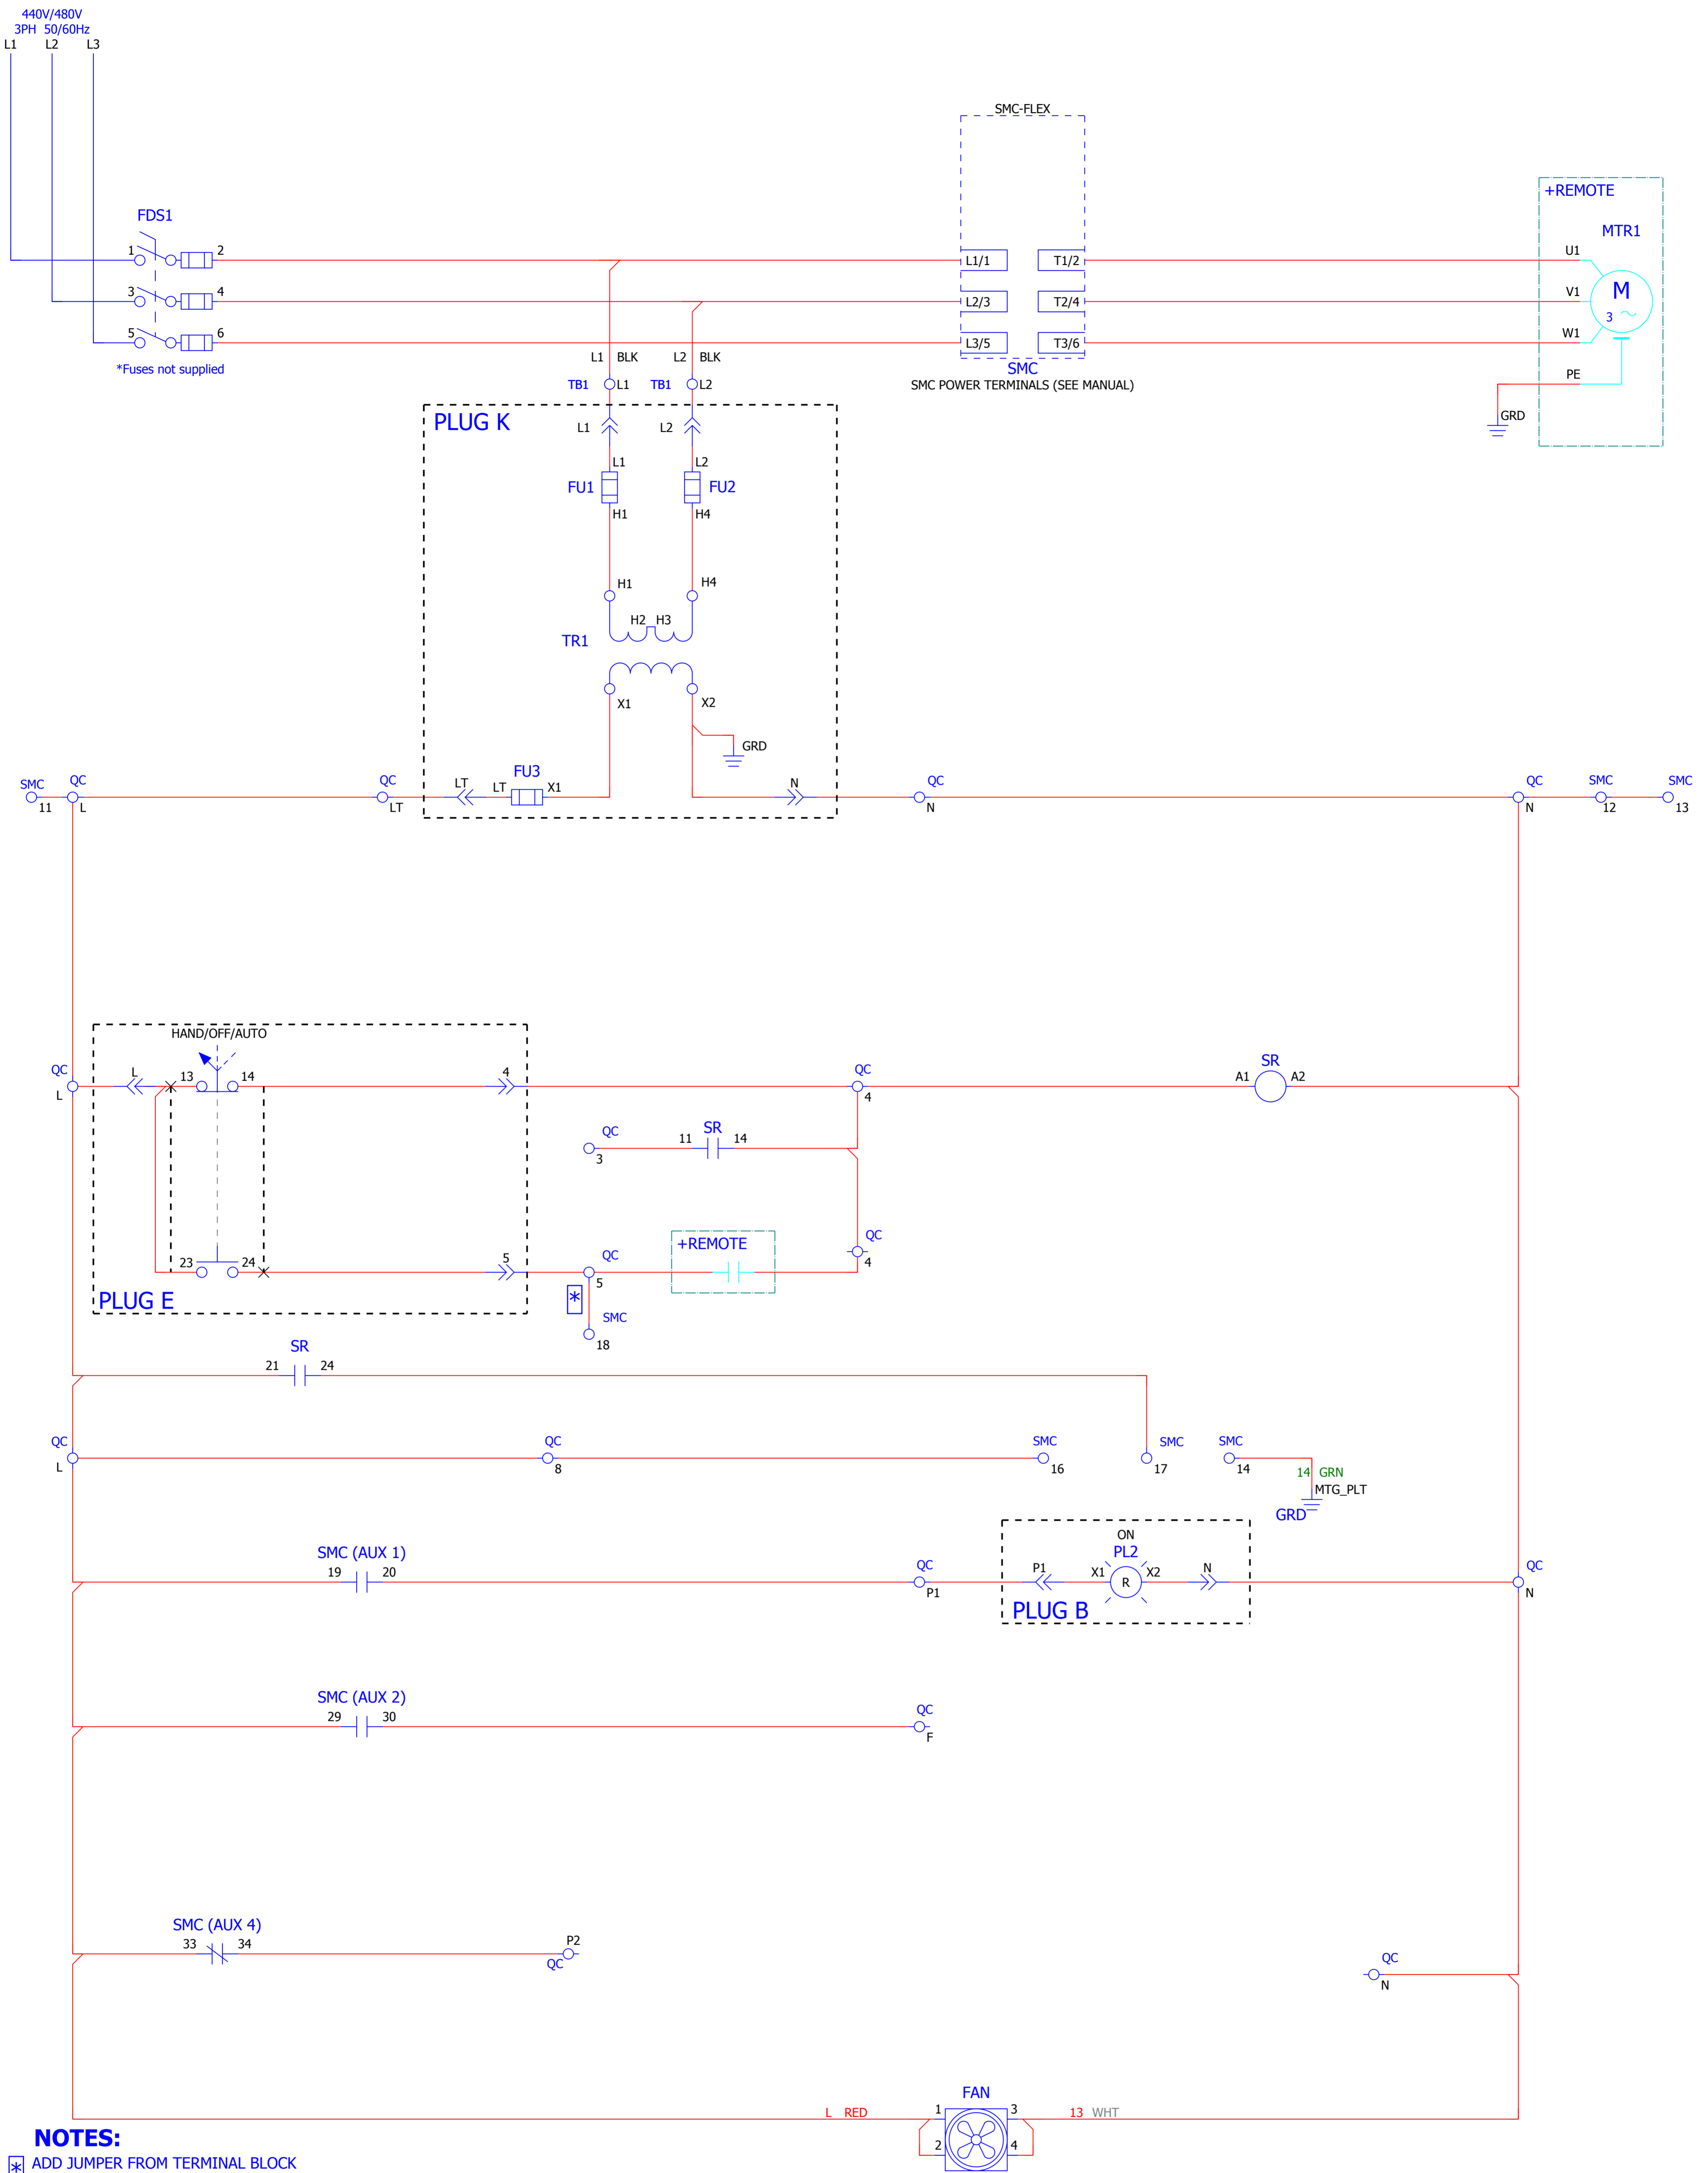 440V/480V
3PH 50/60Hz
L1 L2 L3
SMC-FLEX
+REMOTE
MTR1
FDS1
1 2
3 4
5 6
*Fuses not supplied
L1/1 T1/2
L2/3 T2/4
L3/5 T3/6
SMC
SMC POWER TERMINALS (SEE MANUAL)
U1
V1
W1
PE
M
3
GRD
L1 BLK L2 BLK
TB1 L1 TB1 L2
PLUG K
L1 L2
L1 L2
FU1 FU2
H1 H4
H1 H4
H2 H3
TR1
X1 X2
GRD
FU3
SMC QC QC LT LT X1 N QC QC SMC SMC
11 L LT N N 12 13
HAND/OFF/AUTO
QC L 13 14 4 QC SR
L 4 A1 A2
QC 11 SR 14
3
+REMOTE
QC
4
23 24 5 QC
5
PLUG E
*
SMC
18
SR
21 24
QC QC SMC SMC SMC
L 8 16 17 14
14 GRN
MTG_PLT
GRD
ON
PL2
SMC (AUX 1)
19 20 QC P1 X1 R X2 N QC
P1 N
PLUG B
SMC (AUX 2)
29 30 QC
F
SMC (AUX 4)
33 34 P2
QC
QC
N
FAN
L RED 1 3 13 WHT
2 4
NOTES:
* ADD JUMPER FROM TERMINAL BLOCK